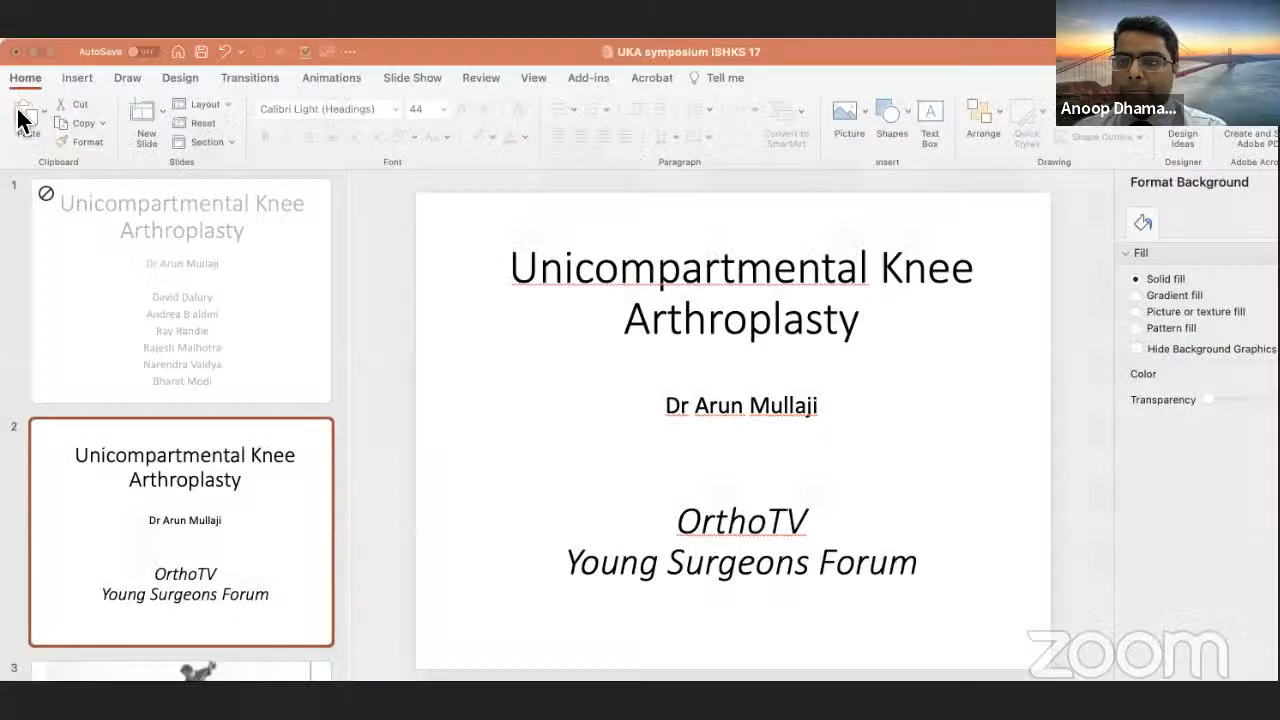 AutoSave OFF
UKA symposium ISHKS 17
Home Insert Draw Design Transitions Animations Slide Show Review View Add-ins Acrobat Tell me
Anoop Dhama...
Paste
Cut
Copy
Format
Clipboard
New
Slide
Layout
Reset
Section
Slides
Calibri Light (Headings) 44
B
Font
Convert to
SmartArt
Paragraph
Picture
Shapes
Text
Box
Insert
Arrange
Quick
Styles
Shape Outline
Drawing
Design
Ideas
Designer
Create and S
Adobe PD
Adobe Acro
1
Unicompartmental Knee
Arthroplasty
Dr Arun Mullaji
David Dalury
Andrea Baldini
Ray Randle
Rajesh Malhotra
Narendra Vaidya
Bharat Modi
2
Unicompartmental Knee
Arthroplasty
Dr Arun Mullaji
OrthoTV
Young Surgeons Forum
3
Unicompartmental Knee
Arthroplasty
Dr Arun Mullaji
OrthoTV
Young Surgeons Forum
Format Background
Fill
Solid fill
Gradient fill
Picture or texture fill
Pattern fill
Hide Background Graphics
Color
Transparency
zoom